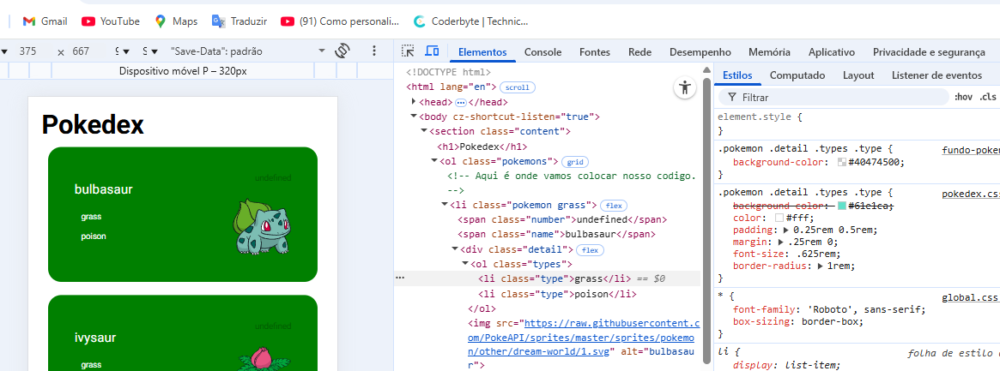 Gmail YouTube Maps Traduzir (91) Como personali... Coderbyte | Technic...
375 × 667 "Save-Data": padrão
Dispositivo móvel P – 320px
Pokedex
undefined
bulbasaur
grass
poison
undefined
ivysaur
grass
Elementos Console Fontes Rede Desempenho Memória Aplicativo Privacidade e segurança
<!DOCTYPE html>
<html lang="en"> scroll
<head> ... </head>
<body cz-shortcut-listen="true">
<section class="content">
<h1>Pokedex</h1>
<ol class="pokemons"> grid
<!-- Aqui é onde vamos colocar nosso codigo.
-->
<li class="pokemon grass"> flex
<span class="number">undefined</span>
<span class="name">bulbasaur</span>
<div class="detail"> flex
<ol class="types">
... <li class="type">grass</li> == $0
<li class="type">poison</li>
</ol>
<img src="https://raw.githubusercontent.c
om/PokeAPI/sprites/master/sprites/pokemo
n/other/dream-world/1.svg" alt="bulbasau
r">
Estilos Computado Layout Listener de eventos
Filtrar :hov .cls
element.style {
}
.pokemon .detail .types .type { fundo-poke
background-color: #40474500;
}
.pokemon .detail .types .type { pokedex.cs
background-color: #61e1ca;
color: #fff;
padding: 0.25rem 0.5rem;
margin: .25rem 0;
font-size: .625rem;
border-radius: 1rem;
}
* { global.css
font-family: 'Roboto', sans-serif;
box-sizing: border-box;
}
li { folha de estilo
display: list-item;